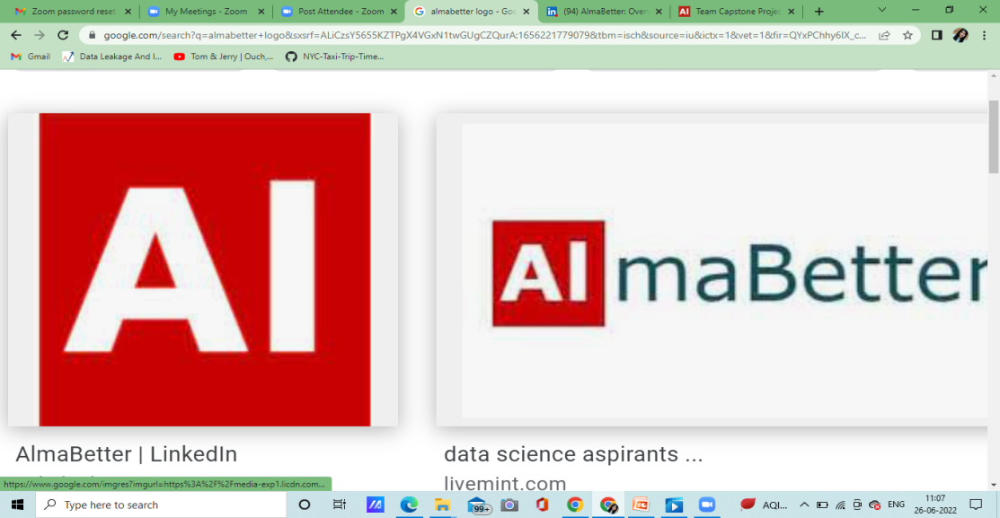 Zoom password reset
My Meetings - Zoom
Post Attendee - Zoom
almabetter logo - Goo
(94) AlmaBetter: Over
Team Capstone Projec
google.com/search?q=almabetter+logo&sxsrf=ALiCzsY5655KZTPgX4VGxN1twGUgCZQurA:1656221779079&tbm=isch&source=iu&ictx=1&vet=1&fir=QYxPChhy6IX_c...
Gmail
Data Leakage And I...
Tom & Jerry | Ouch,...
NYC-Taxi-Trip-Time...
Al
AlmaBetter
AlmaBetter | LinkedIn
data science aspirants ...
livemint.com
https://www.google.com/imgres?imgurl=https%3A%2F%2Fmedia-exp1.licdn.com...
Type here to search
99+
AQI...
ENG
11:07
26-06-2022